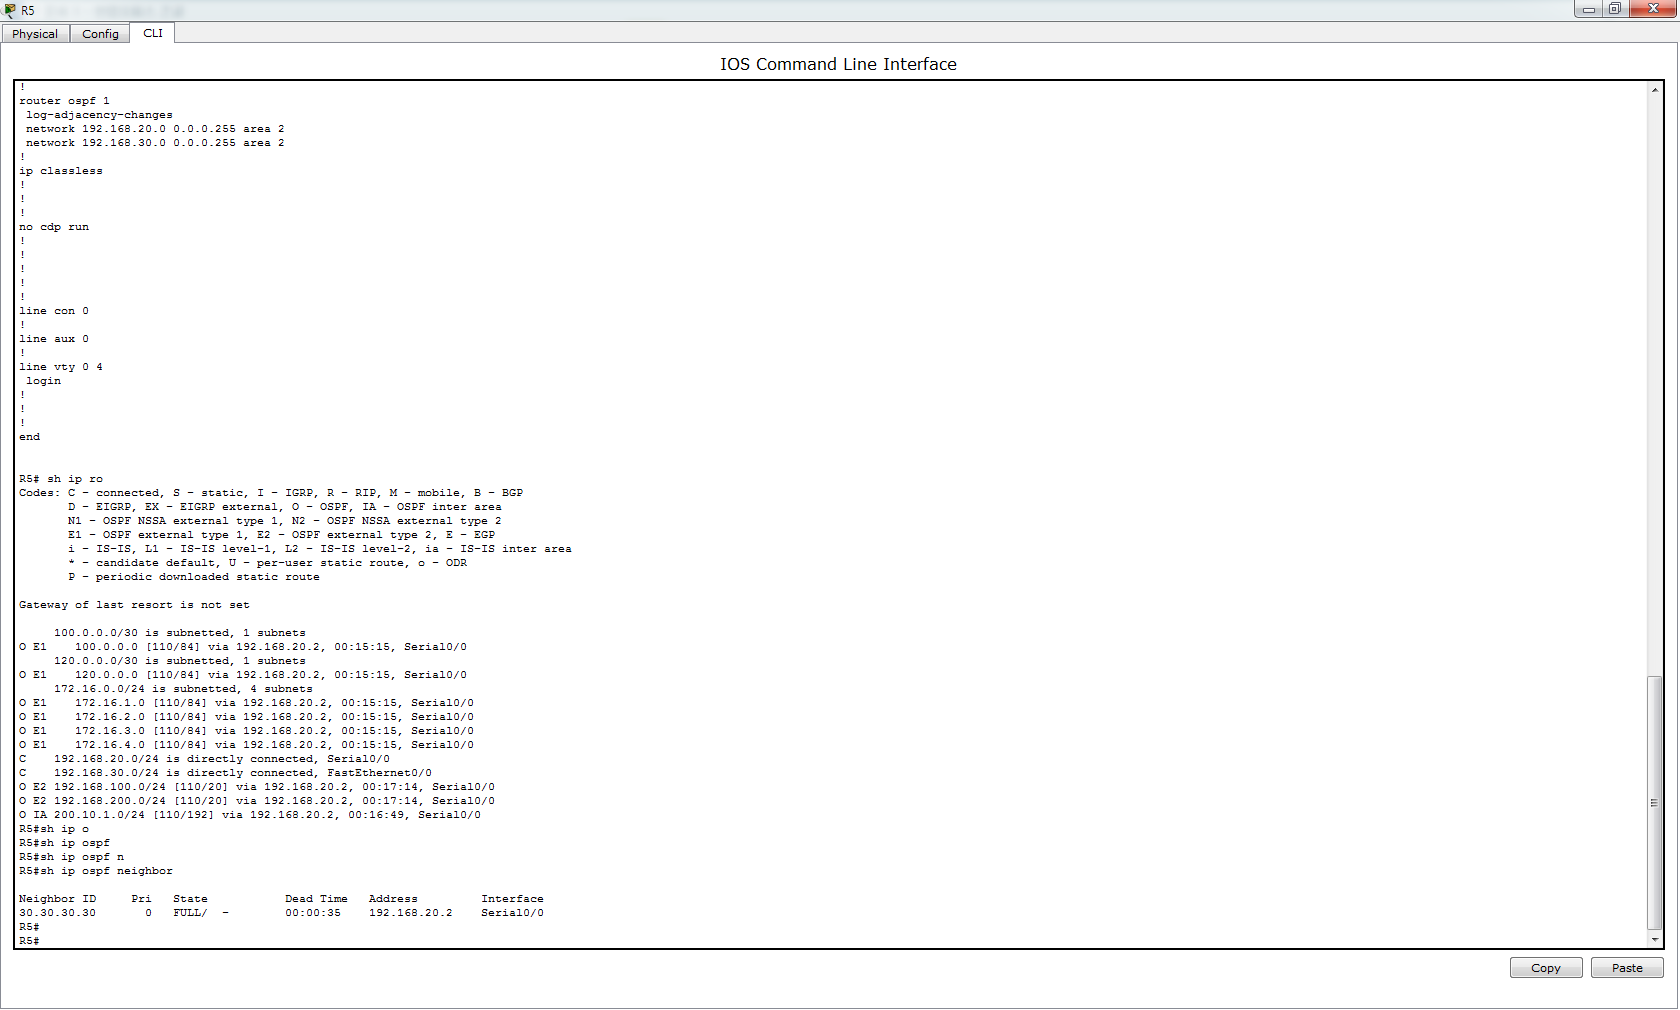 R5
Physical Config CLI
IOS Command Line Interface
!
router ospf 1
 log-adjacency-changes
 network 192.168.20.0 0.0.0.255 area 2
 network 192.168.30.0 0.0.0.255 area 2
!
ip classless
!
!
!
no cdp run
!
!
!
!
!
line con 0
!
line aux 0
!
line vty 0 4
 login
!
!
!
end
R5# sh ip ro
Codes: C - connected, S - static, I - IGRP, R - RIP, M - mobile, B - BGP
       D - EIGRP, EX - EIGRP external, O - OSPF, IA - OSPF inter area
       N1 - OSPF NSSA external type 1, N2 - OSPF NSSA external type 2
       E1 - OSPF external type 1, E2 - OSPF external type 2, E - EGP
       i - IS-IS, L1 - IS-IS level-1, L2 - IS-IS level-2, ia - IS-IS inter area
       * - candidate default, U - per-user static route, o - ODR
       P - periodic downloaded static route
Gateway of last resort is not set
     100.0.0.0/30 is subnetted, 1 subnets
O E1    100.0.0.0 [110/84] via 192.168.20.2, 00:15:15, Serial0/0
     120.0.0.0/30 is subnetted, 1 subnets
O E1    120.0.0.0 [110/84] via 192.168.20.2, 00:15:15, Serial0/0
     172.16.0.0/24 is subnetted, 4 subnets
O E1    172.16.1.0 [110/84] via 192.168.20.2, 00:15:15, Serial0/0
O E1    172.16.2.0 [110/84] via 192.168.20.2, 00:15:15, Serial0/0
O E1    172.16.3.0 [110/84] via 192.168.20.2, 00:15:15, Serial0/0
O E1    172.16.4.0 [110/84] via 192.168.20.2, 00:15:15, Serial0/0
C    192.168.20.0/24 is directly connected, Serial0/0
C    192.168.30.0/24 is directly connected, FastEthernet0/0
O E2 192.168.100.0/24 [110/20] via 192.168.20.2, 00:17:14, Serial0/0
O E2 192.168.200.0/24 [110/20] via 192.168.20.2, 00:17:14, Serial0/0
O IA 200.10.1.0/24 [110/192] via 192.168.20.2, 00:16:49, Serial0/0
R5#sh ip o
R5#sh ip ospf
R5#sh ip ospf n
R5#sh ip ospf neighbor
Neighbor ID     Pri   State           Dead Time   Address         Interface
30.30.30.30       0   FULL/  -        00:00:35    192.168.20.2    Serial0/0
R5#
R5#
Copy Paste